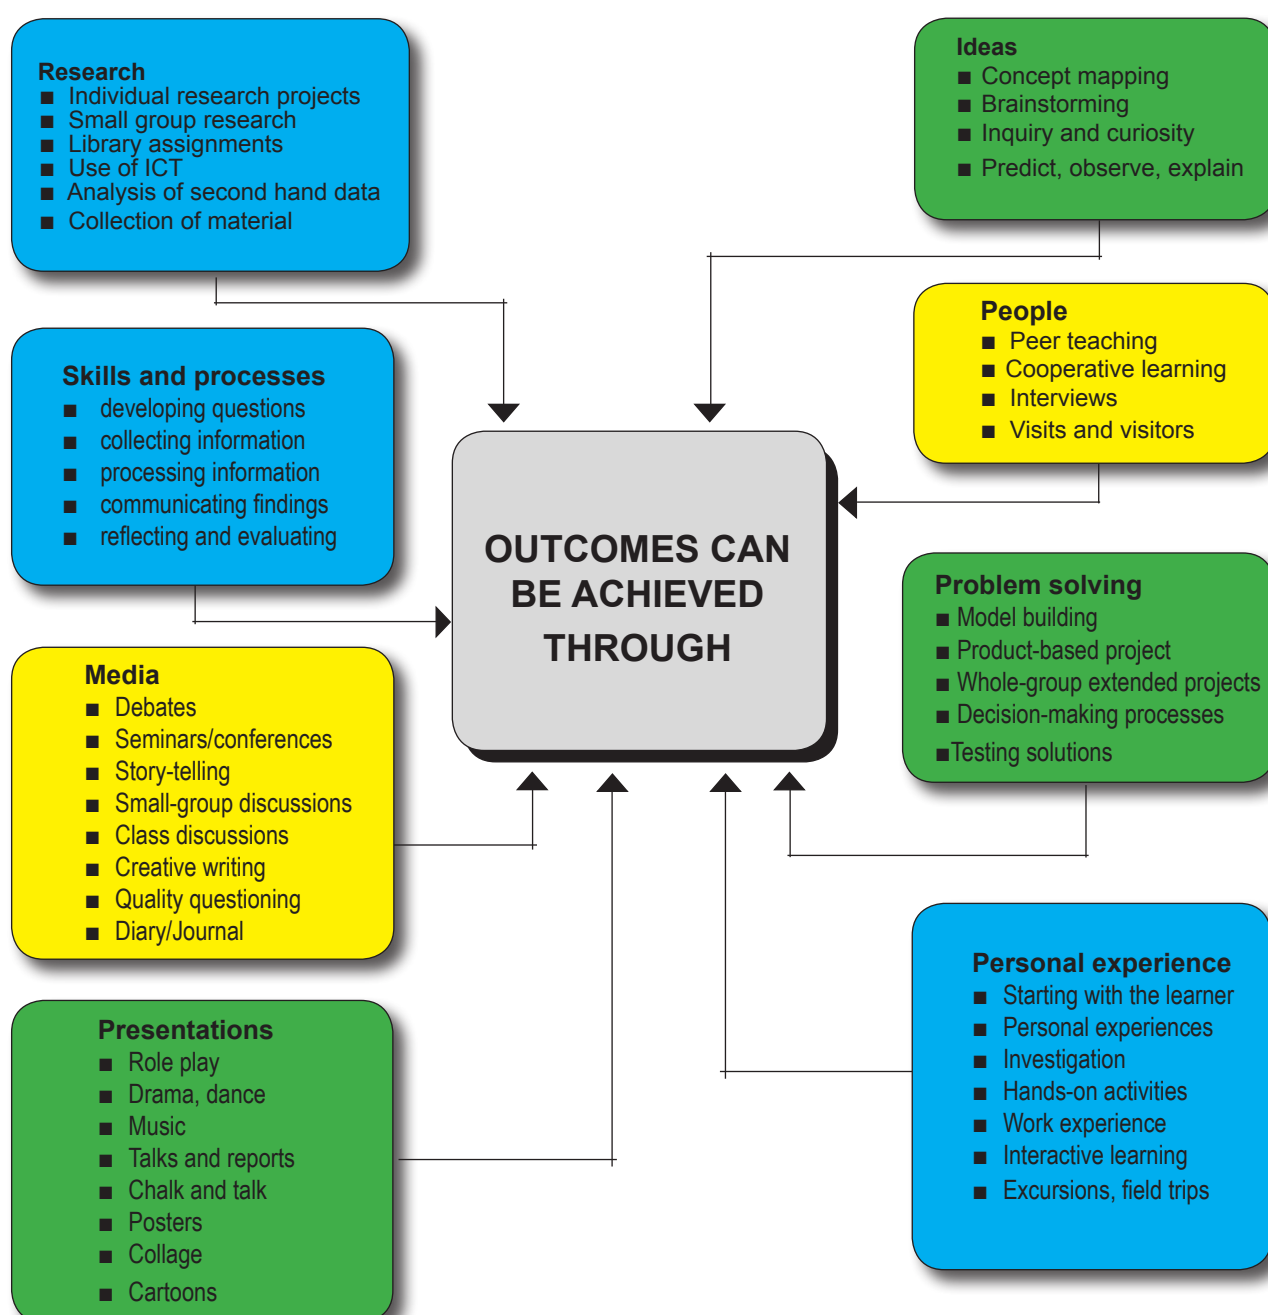 Research
■ Individual research projects
■ Small group research
■ Library assignments
■ Use of ICT
■ Analysis of second hand data
■ Collection of material
Skills and processes
■ developing questions
■ collecting information
■ processing information
■ communicating findings
■ reflecting and evaluating
Media
■ Debates
■ Seminars/conferences
■ Story-telling
■ Small-group discussions
■ Class discussions
■ Creative writing
■ Quality questioning
■ Diary/Journal
Presentations
■ Role play
■ Drama, dance
■ Music
■ Talks and reports
■ Chalk and talk
■ Posters
■ Collage
■ Cartoons
OUTCOMES CAN
BE ACHIEVED
THROUGH
Ideas
■ Concept mapping
■ Brainstorming
■ Inquiry and curiosity
■ Predict, observe, explain
People
■ Peer teaching
■ Cooperative learning
■ Interviews
■ Visits and visitors
Problem solving
■ Model building
■ Product-based project
■ Whole-group extended projects
■ Decision-making processes
■Testing solutions
Personal experience
■ Starting with the learner
■ Personal experiences
■ Investigation
■ Hands-on activities
■ Work experience
■ Interactive learning
■ Excursions, field trips